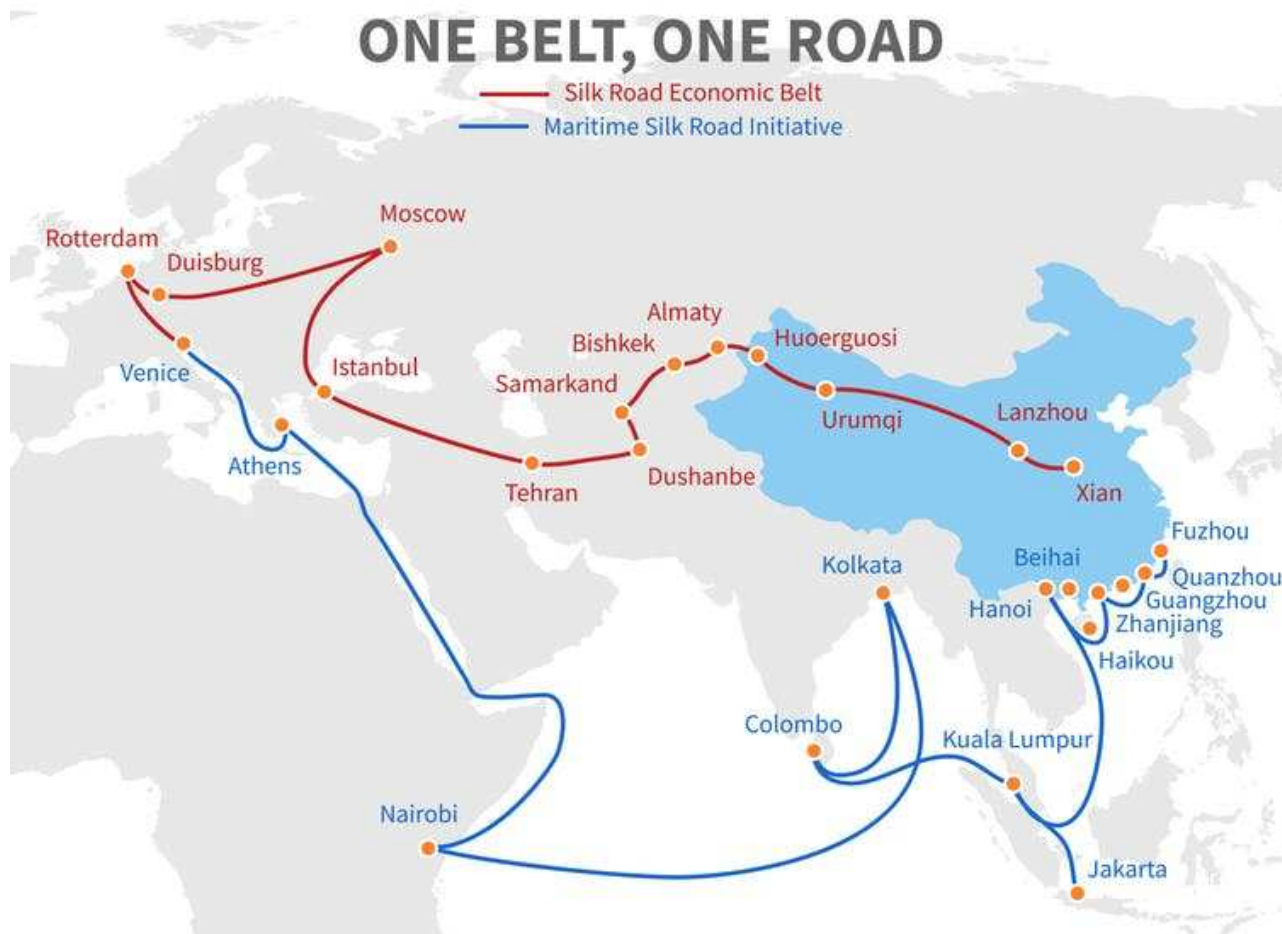 ONE BELT, ONE ROAD
Silk Road Economic Belt
Maritime Silk Road Initiative
Moscow
Rotterdam
Duisburg
Almaty
Huoerguosi
Bishkek
Venice
Istanbul
Samarkand
Urumqi
Lanzhou
Athens
Tehran
Dushanbe
Xian
Fuzhou
Kolkata
Beihai
Quanzhou
Hanoi
Guangzhou
Zhanjiang
Haikou
Colombo
Kuala Lumpur
Nairobi
Jakarta